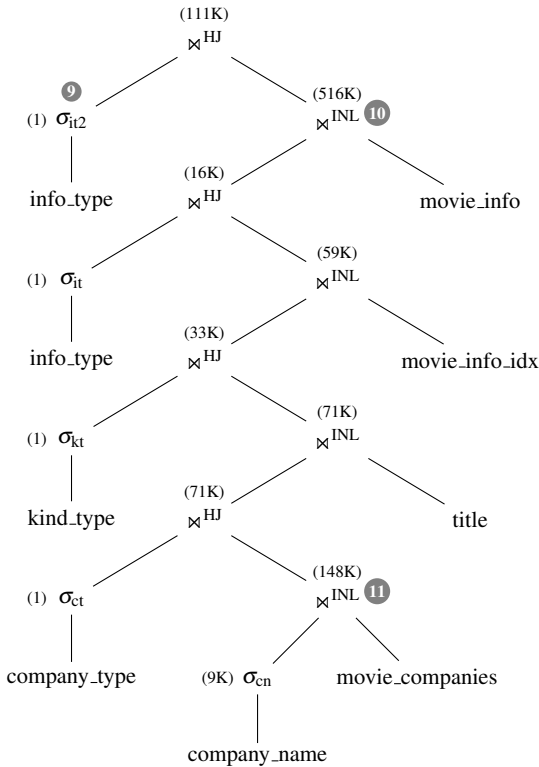 (111K)
⋈ HJ
9
(1) σit2
(516K)
⋈ INL 10
info_type
(16K)
⋈ HJ
movie_info
(1) σit
(59K)
⋈ INL
info_type
(33K)
⋈ HJ
movie_info_idx
(1) σkt
(71K)
⋈ INL
kind_type
(71K)
⋈ HJ
title
(1) σct
(148K)
⋈ INL 11
company_type
(9K) σcn
movie_companies
company_name